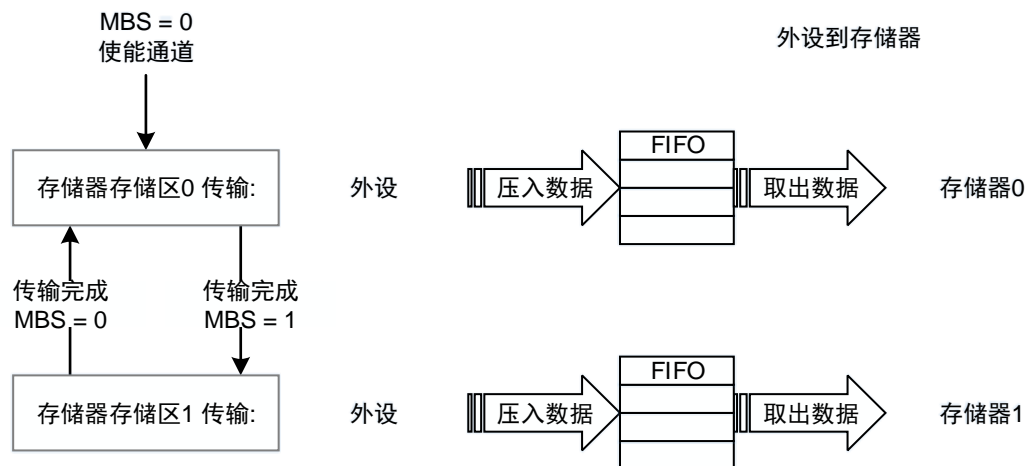 MBS = 0
使能通道
外设到存储器
存储器存储区0 传输:
外设
压入数据
FIFO
取出数据
存储器0
传输完成
MBS = 0
传输完成
MBS = 1
存储器存储区1 传输:
外设
压入数据
FIFO
取出数据
存储器1